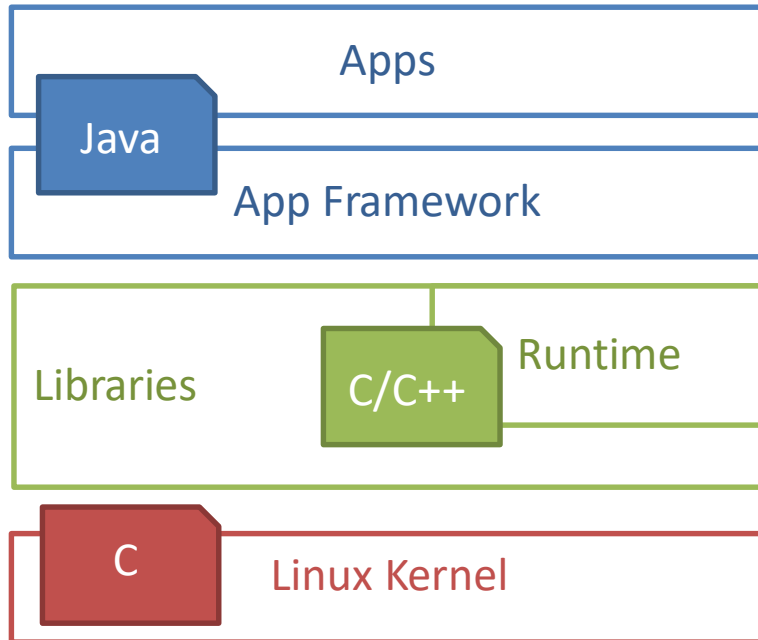 Apps
Java
App Framework
Libraries
C/C++
Runtime
C
Linux Kernel